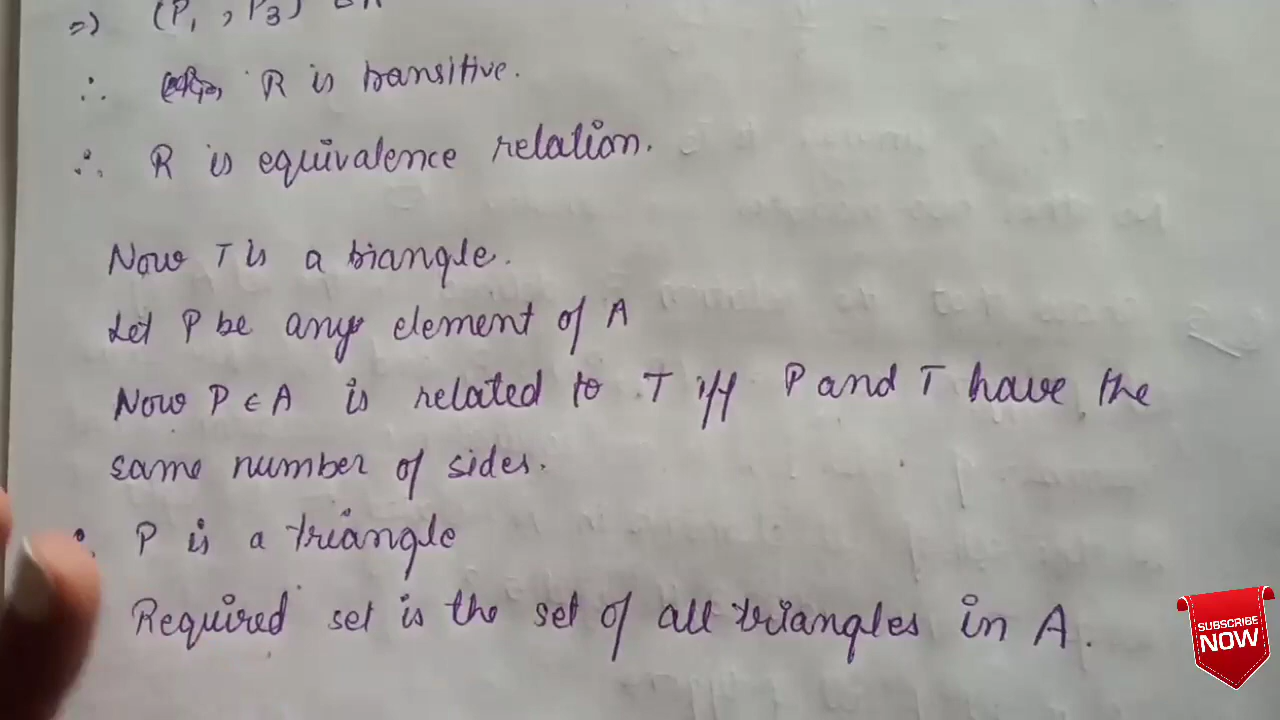 => (P1, P3) ∈ R
∴ R is transitive.
∴ R is equivalence relation.
Now T is a triangle.
Let P be any element of A
Now P ∈ A is related to T iff P and T have the
same number of sides.
∴ P is a triangle
Required set is the set of all triangles in A.
SUBSCRIBE
NOW